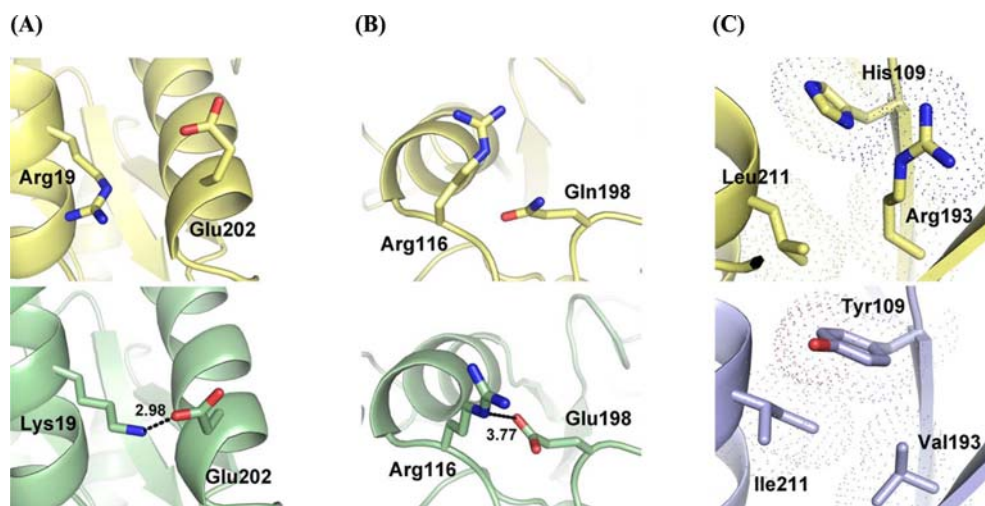 (A)
(B)
(C)
Arg19
Glu202
Arg116
Gln198
His109
Leu211
Arg193
Lys19
2.98
Glu202
Arg116
3.77
Glu198
Tyr109
Ile211
Val193